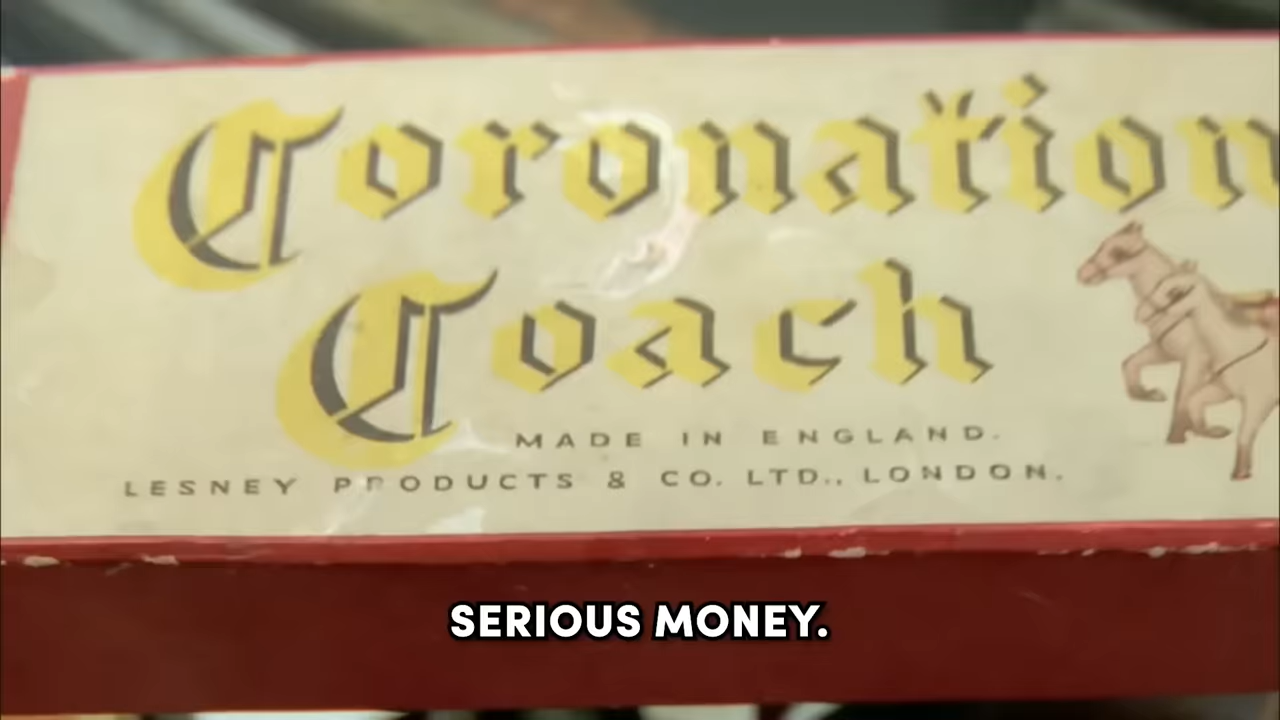 Coronation
Coach
MADE IN ENGLAND.
LESNEY PRODUCTS & CO. LTD., LONDON.
SERIOUS MONEY.